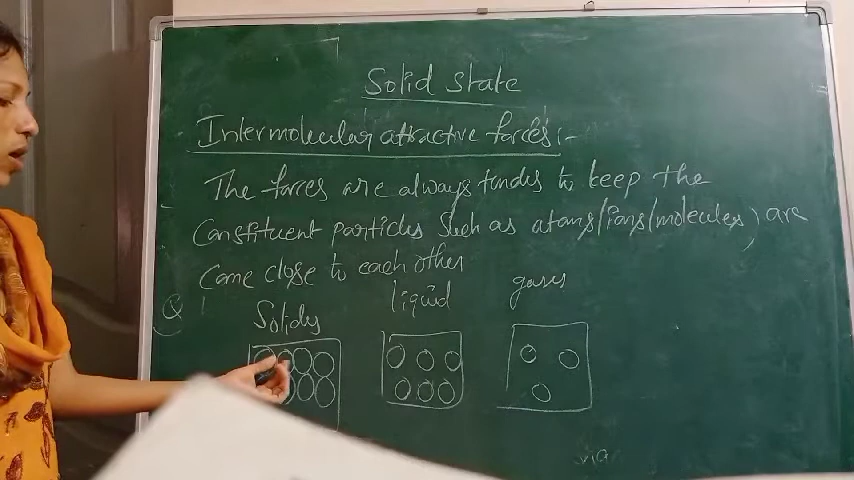 Solid state
Intermolecular attractive forces:-
The forces are always tends to keep the
Constituent particles Such as atoms/ions/molecules) are
Come close to each other
Solids liquid gases